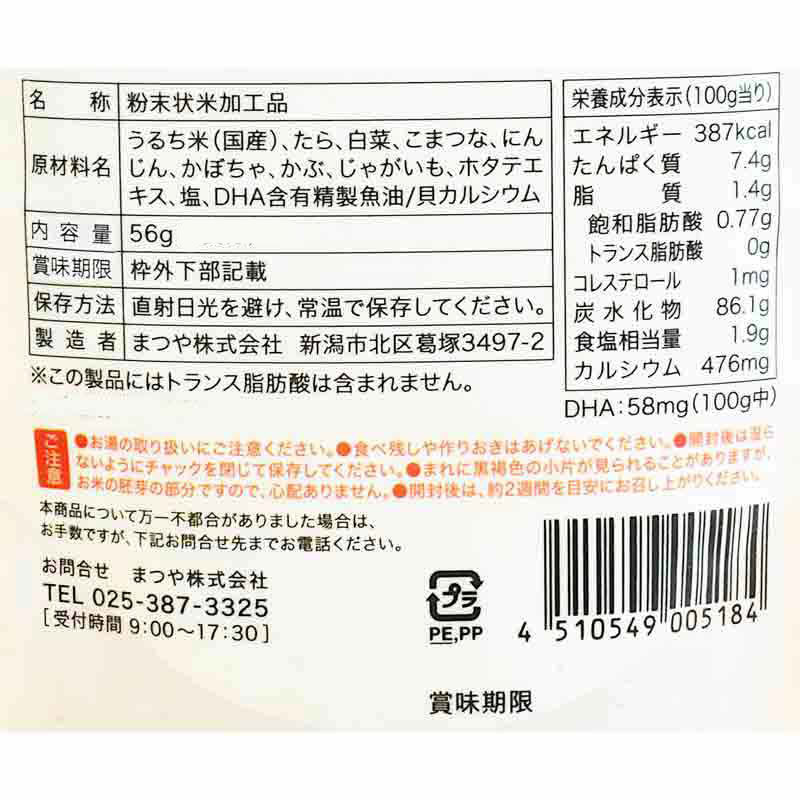 名称 粉末状米加工品
原材料名 うるち米(国産)、たら、白菜、こまつな、にん
じん、かぼちゃ、かぶ、じゃがいも、ホタテエ
キス、塩、DHA含有精製魚油/貝カルシウム
内容量 56g
賞味期限 枠外下部記載
保存方法 直射日光を避け、常温で保存してください。
製造者 まつや株式会社 新潟市北区葛塚3497-2
※この製品にはトランス脂肪酸は含まれません。
栄養成分表示(100g当り)
エネルギー 387kcal
たんぱく質 7.4g
脂質 1.4g
飽和脂肪酸 0.77g
トランス脂肪酸 0g
コレステロール 1mg
炭水化物 86.1g
食塩相当量 1.9g
カルシウム 476mg
DHA:58mg(100g中)
ご注意
●お湯の取り扱いにご注意ください。●食べ残しや作りおきはあげないでください。●開封後は湿ら
ないようにチャックを閉じて保存してください。●まれに黒褐色の小片が見られることがありますが、
お米の胚芽の部分ですので、心配ありません。●開封後は、約2週間を目安にお召し上がりください。
本商品について万一不都合がありました場合は、
お手数ですが、下記お問合せ先までお電話ください。
お問合せ まつや株式会社
TEL 025-387-3325
[受付時間 9:00〜17:30]
プラ
PE,PP
4 510549 005184
賞味期限